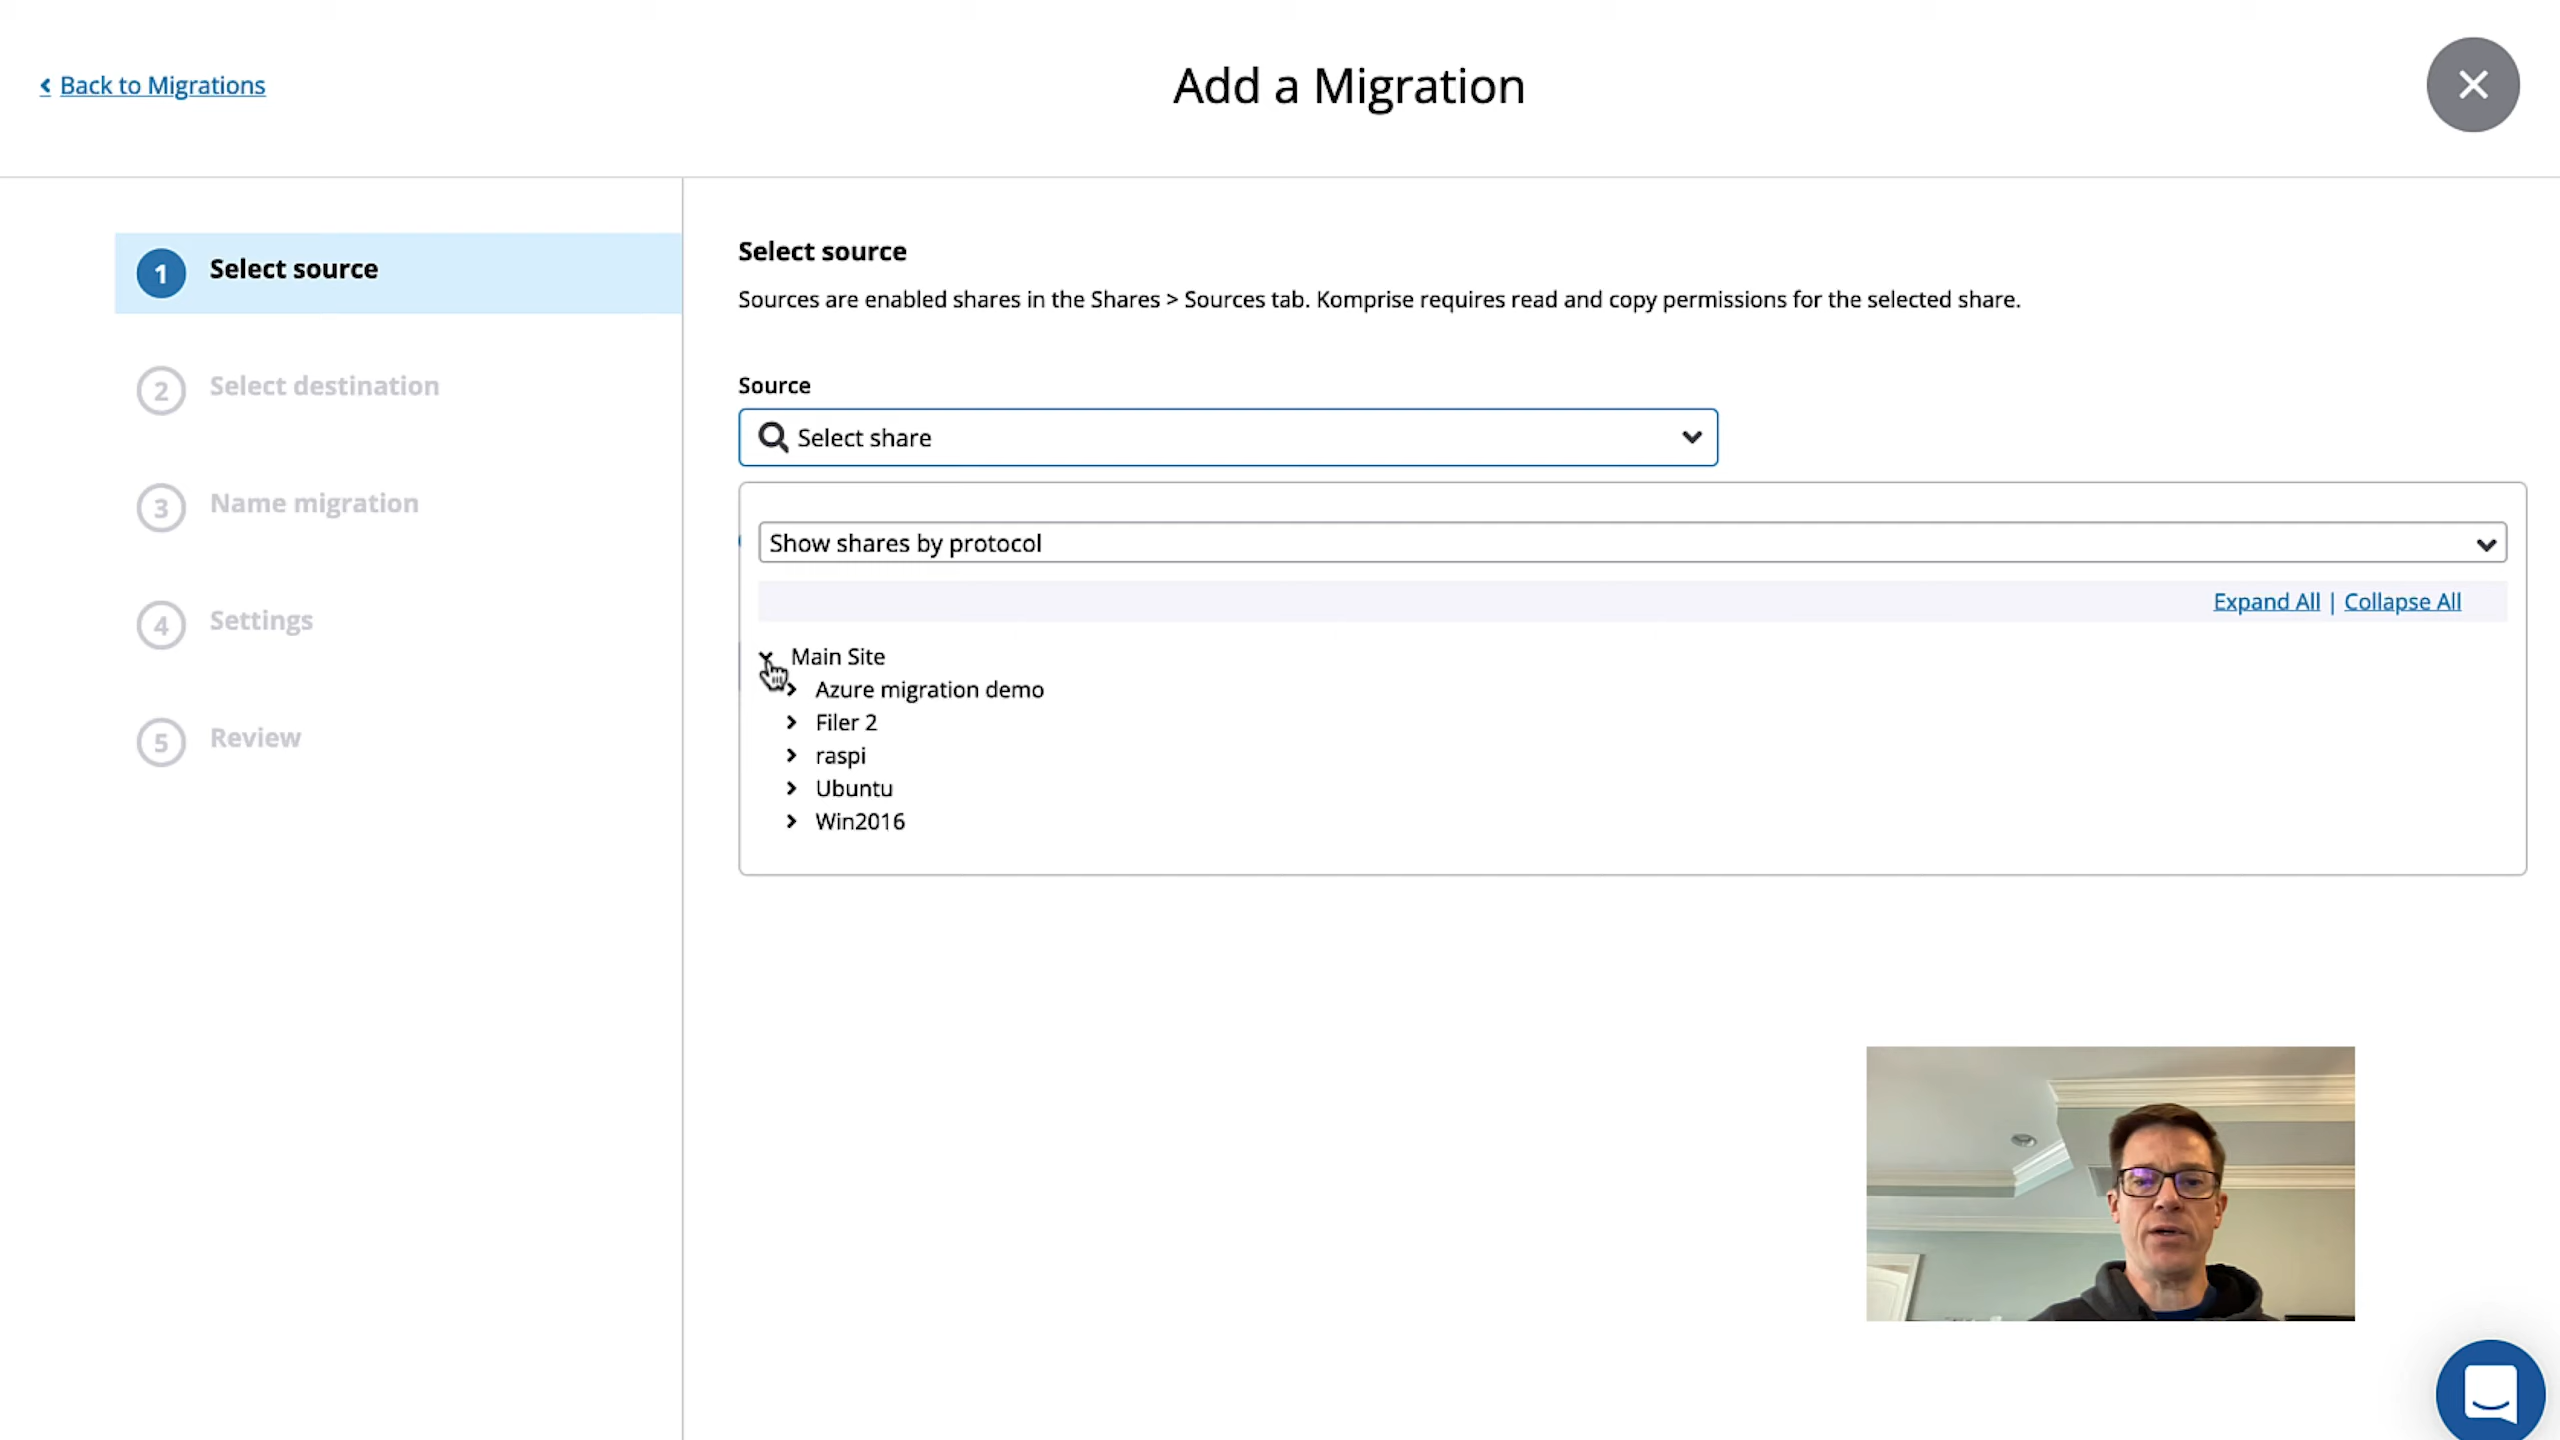 Back to Migrations
Add a Migration
1 Select source
2 Select destination
3 Name migration
4 Settings
5 Review
Select source
Sources are enabled shares in the Shares > Sources tab. Komprise requires read and copy permissions for the selected share.
Source
Select share
Show shares by protocol
Expand All | Collapse All
Main Site
Azure migration demo
Filer 2
raspi
Ubuntu
Win2016